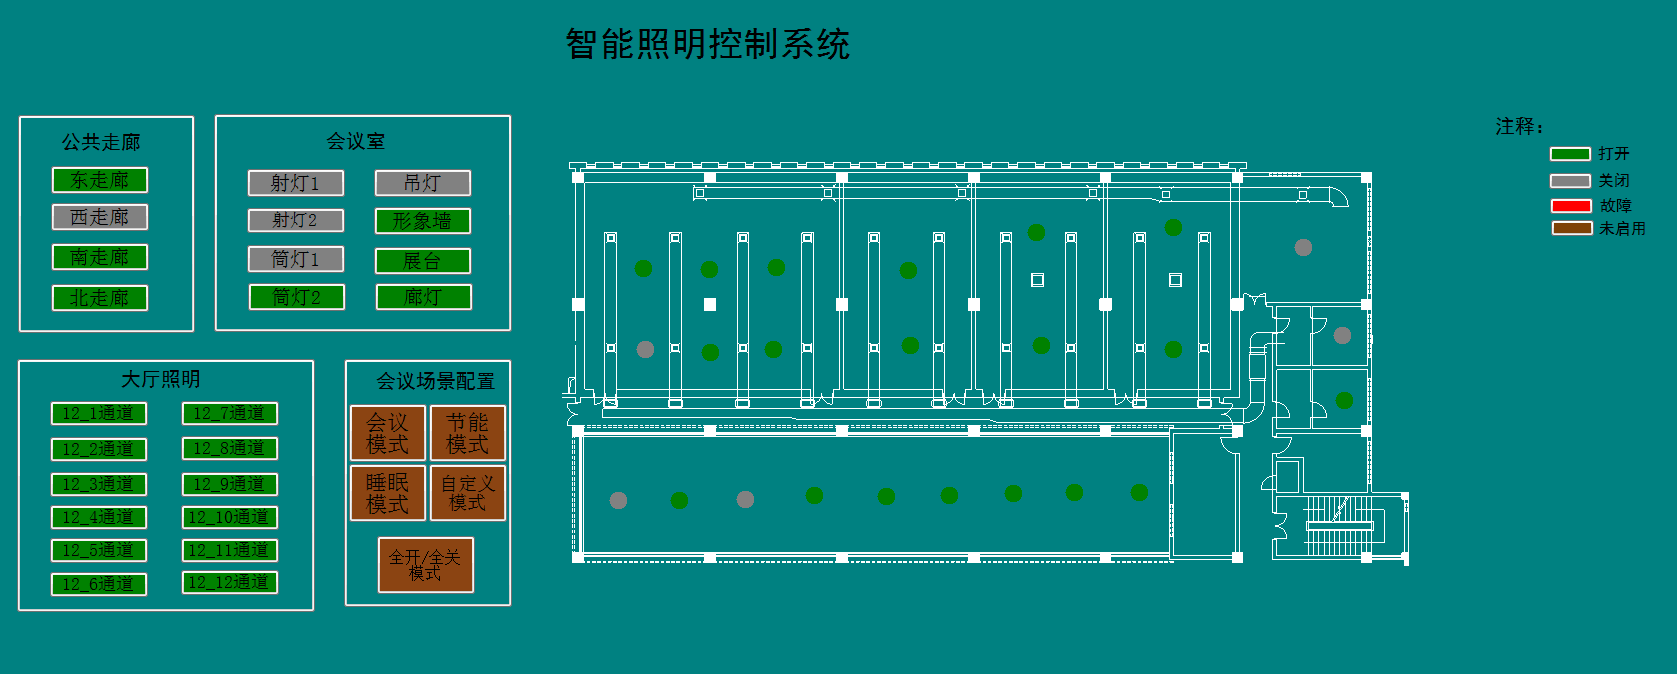 智能照明控制系统
公共走廊
东走廊
西走廊
南走廊
北走廊
会议室
射灯1
吊灯
射灯2
形象墙
筒灯1
展台
筒灯2
廊灯
大厅照明
12_1通道
12_7通道
12_2通道
12_8通道
12_3通道
12_9通道
12_4通道
12_10通道
12_5通道
12_11通道
12_6通道
12_12通道
会议场景配置
会议
模式
节能
模式
睡眠
模式
自定义
模式
全开/全关
模式
注释：
打开
关闭
故障
未启用